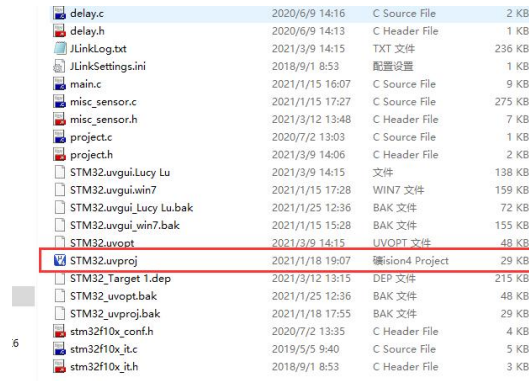 delay.c 2020/6/9 14:16 C Source File 2 KB
delay.h 2020/6/9 14:13 C Header File 1 KB
JLinkLog.txt 2021/3/9 14:15 TXT 文件 236 KB
JLinkSettings.ini 2018/9/1 8:53 配置设置 1 KB
main.c 2021/1/15 16:07 C Source File 9 KB
misc_sensor.c 2021/1/15 17:27 C Source File 275 KB
misc_sensor.h 2021/3/12 13:48 C Header File 7 KB
project.c 2020/7/2 13:03 C Source File 1 KB
project.h 2021/3/9 14:06 C Header File 2 KB
STM32.uvgui.Lucy Lu 2021/3/9 14:15 文件 138 KB
STM32.uvgui.win7 2021/1/15 17:28 WIN7 文件 159 KB
STM32.uvgui_Lucy Lu.bak 2021/1/25 12:36 BAK 文件 72 KB
STM32.uvgui_win7.bak 2021/1/15 15:28 BAK 文件 155 KB
STM32.uvopt 2021/3/9 14:15 UVOPT 文件 48 KB
STM32.uvproj 2021/1/18 19:07 礦ision4 Project 29 KB
STM32_Target 1.dep 2021/3/12 13:15 DEP 文件 215 KB
STM32_uvopt.bak 2021/1/25 12:36 BAK 文件 48 KB
STM32_uvproj.bak 2021/1/18 17:55 BAK 文件 29 KB
stm32f10x_conf.h 2020/7/2 13:35 C Header File 4 KB
stm32f10x_it.c 2019/5/5 9:40 C Source File 5 KB
stm32f10x_it.h 2018/9/1 8:53 C Header File 3 KB